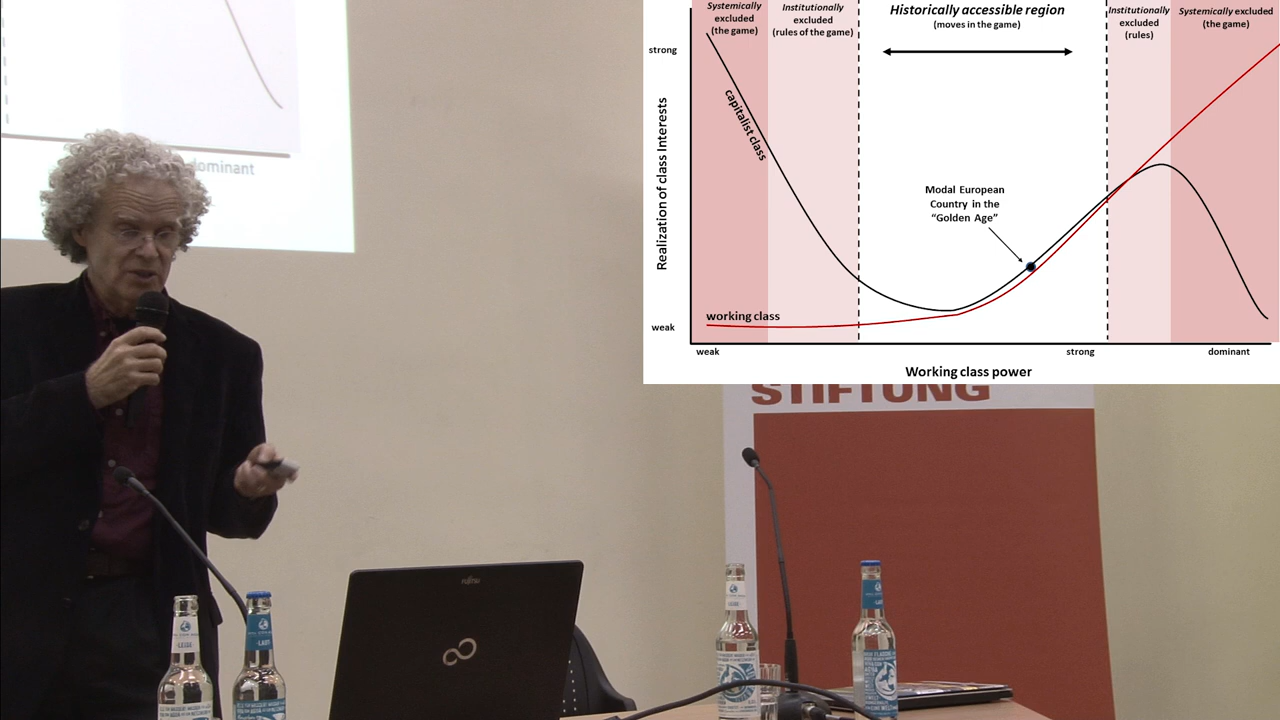 dominant
Systemically
excluded
(the game)
Institutionally
excluded
(rules of the game)
Historically accessible region
(moves in the game)
Institutionally
excluded
(rules)
Systemically excluded
(the game)
strong
Realization of class Interests
capitalist class
Modal European
Country in the
“Golden Age”
working class
weak
weak
strong
dominant
Working class power
STIFTUNG
FUJITSU